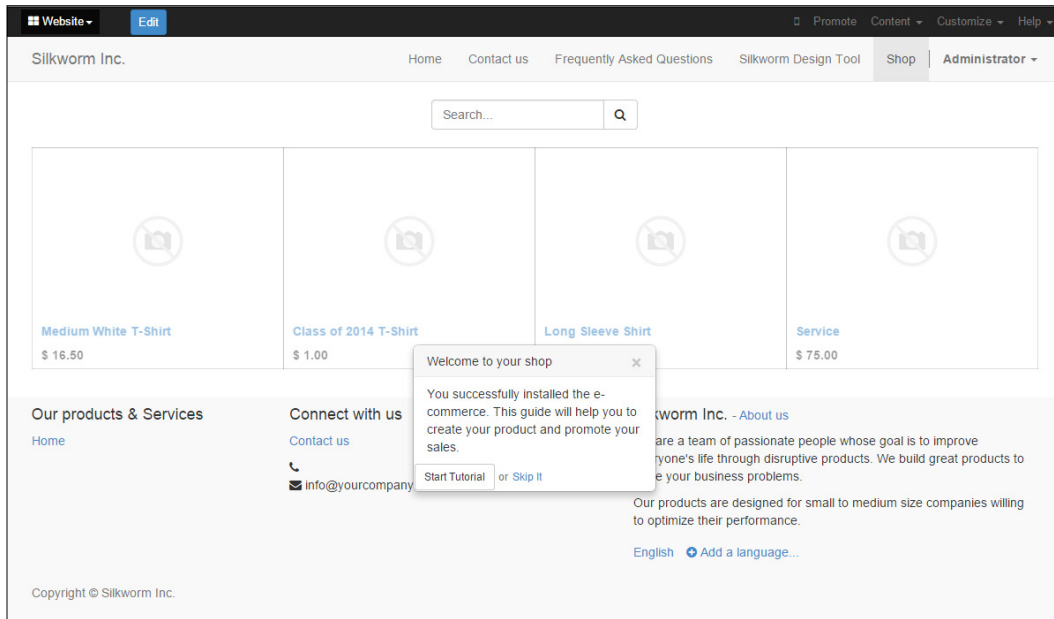 Website
Edit
Promote Content Customize Help
Silkworm Inc.
Home Contact us Frequently Asked Questions Silkworm Design Tool Shop Administrator
Search...
Medium White T-Shirt
$ 16.50
Class of 2014 T-Shirt
$ 1.00
Long Sleeve Shirt
Service
$ 75.00
Welcome to your shop
You successfully installed the e-
commerce. This guide will help you to
create your product and promote your
sales.
Start Tutorial or Skip It
Our products & Services
Home
Connect with us
Contact us
info@yourcompany
worm Inc. - About us
are a team of passionate people whose goal is to improve
ryone's life through disruptive products. We build great products to
your business problems.
Our products are designed for small to medium size companies willing
to optimize their performance.
English Add a language...
Copyright © Silkworm Inc.